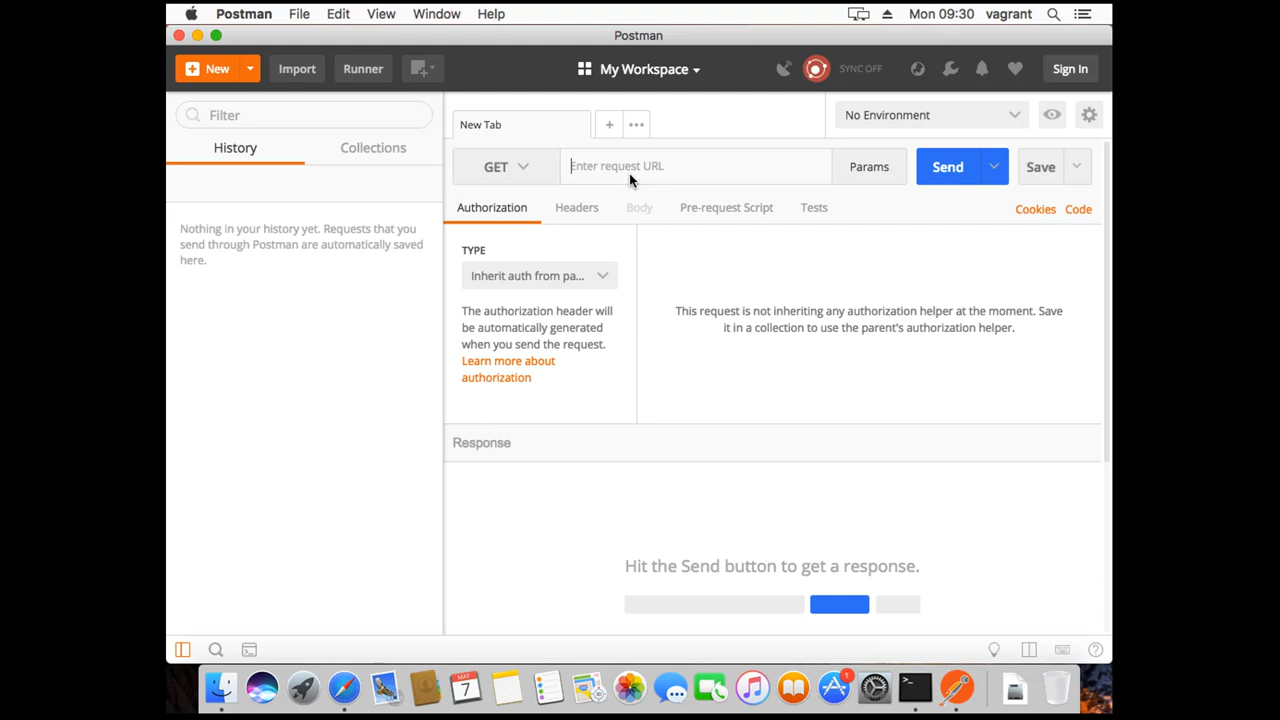 Postman File Edit View Window Help Mon 09:30 vagrant
Postman
New Import Runner My Workspace SYNC OFF Sign In
Filter
History Collections
Nothing in your history yet. Requests that you
send through Postman are automatically saved
here.
New Tab + ••• No Environment
GET Enter request URL Params Send Save
Authorization Headers Body Pre-request Script Tests Cookies Code
TYPE
Inherit auth from pa...
The authorization header will
be automatically generated
when you send the request.
Learn more about
authorization
This request is not inheriting any authorization helper at the moment. Save
it in a collection to use the parent's authorization helper.
Response
Hit the Send button to get a response.
MAY
7
1